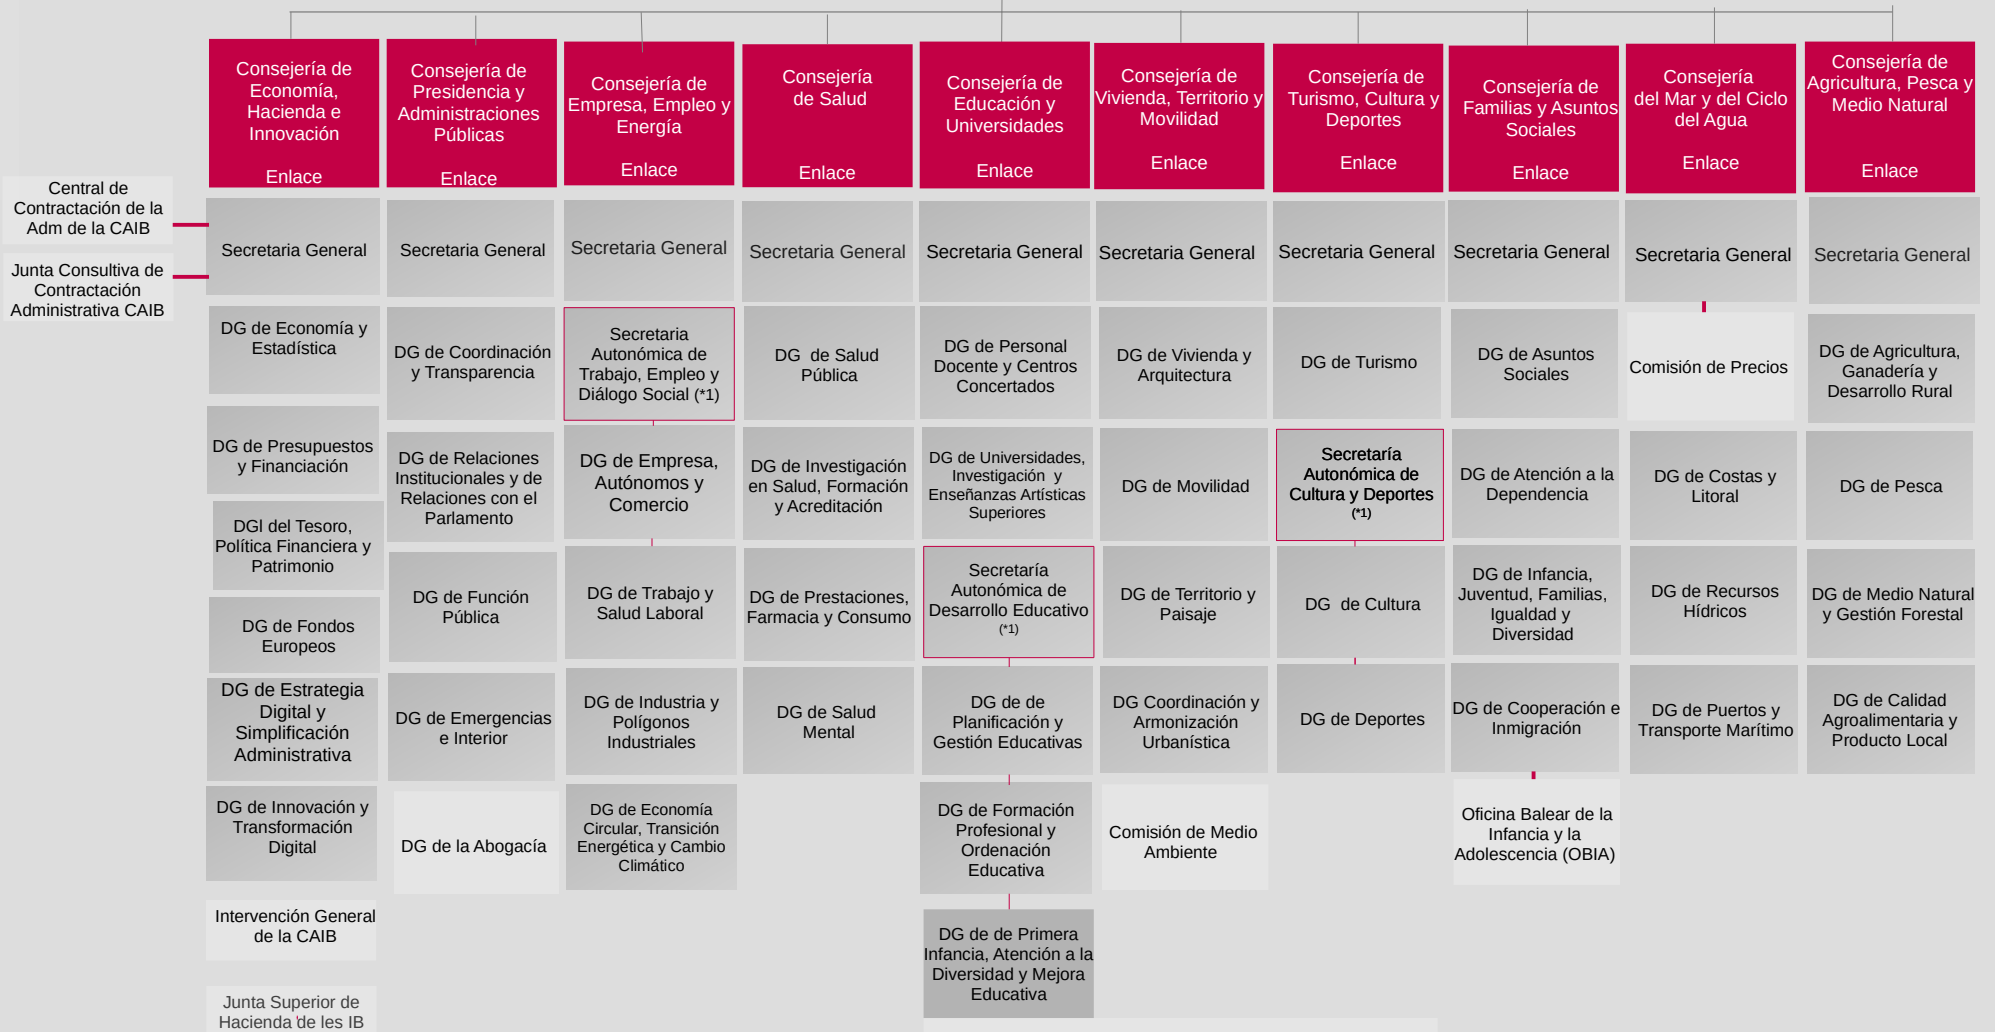 Consejería de
Economía,
Hacienda e
Innovación
Enlace
Consejería de
Presidencia y
Administraciones
Públicas
Enlace
Consejería de
Empresa, Empleo y
Energía
Enlace
Consejería
de Salud
Enlace
Consejería de
Educación y
Universidades
Enlace
Consejería de
Vivienda, Territorio y
Movilidad
Enlace
Consejería de
Turismo, Cultura y
Deportes
Enlace
Consejería de
Familias y Asuntos
Sociales
Enlace
Consejería
del Mar y del Ciclo
del Agua
Enlace
Consejería de
Agricultura, Pesca y
Medio Natural
Enlace
Central de
Contractación de la
Adm de la CAIB
Junta Consultiva de
Contractación
Administrativa CAIB
Secretaria General
DG de Economía y
Estadística
DG de Presupuestos
y Financiación
DGl del Tesoro,
Política Financiera y
Patrimonio
DG de Fondos
Europeos
DG de Estrategia
Digital y
Simplificación
Administrativa
DG de Innovación y
Transformación
Digital
Intervención General
de la CAIB
Junta Superior de
Hacienda de les IB
Secretaria General
DG de Coordinación
y Transparencia
DG de Relaciones
Institucionales y de
Relaciones con el
Parlamento
DG de Función
Pública
DG de Emergencias
e Interior
DG de la Abogacía
Secretaria General
Secretaria
Autonómica de
Trabajo, Empleo y
Diálogo Social (*1)
DG de Empresa,
Autónomos y
Comercio
DG de Trabajo y
Salud Laboral
DG de Industria y
Polígonos
Industriales
DG de Economía
Circular, Transición
Energética y Cambio
Climático
Secretaria General
DG  de Salud
Pública
DG de Investigación
en Salud, Formación
y Acreditación
DG de Prestaciones,
Farmacia y Consumo
DG de Salud
Mental
Secretaria General
DG de Personal
Docente y Centros
Concertados
DG de Universidades,
Investigación  y
Enseñanzas Artísticas
Superiores
Secretaría
Autonómica de
Desarrollo Educativo
(*1)
DG de de
Planificación y
Gestión Educativas
DG de Formación
Profesional y
Ordenación
Educativa
DG de de Primera
Infancia, Atención a la
Diversidad y Mejora
Educativa
Secretaria General
DG de Vivienda y
Arquitectura
DG de Movilidad
DG de Territorio y
Paisaje
DG Coordinación y
Armonización
Urbanística
Comisión de Medio
Ambiente
Secretaria General
DG de Turismo
Secretaría
Autonómica de
Cultura y Deportes
(*1)
DG  de Cultura
DG de Deportes
Secretaria General
DG de Asuntos
Sociales
DG de Atención a la
Dependencia
DG de Infancia,
Juventud, Familias,
Igualdad y
Diversidad
DG de Cooperación e
Inmigración
Oficina Balear de la
Infancia y la
Adolescencia (OBIA)
Secretaria General
Comisión de Precios
DG de Costas y
Litoral
DG de Recursos
Hídricos
DG de Puertos y
Transporte Marítimo
Secretaria General
DG de Agricultura,
Ganadería y
Desarrollo Rural
DG de Pesca
DG de Medio Natural
y Gestión Forestal
DG de Calidad
Agroalimentaria y
Producto Local